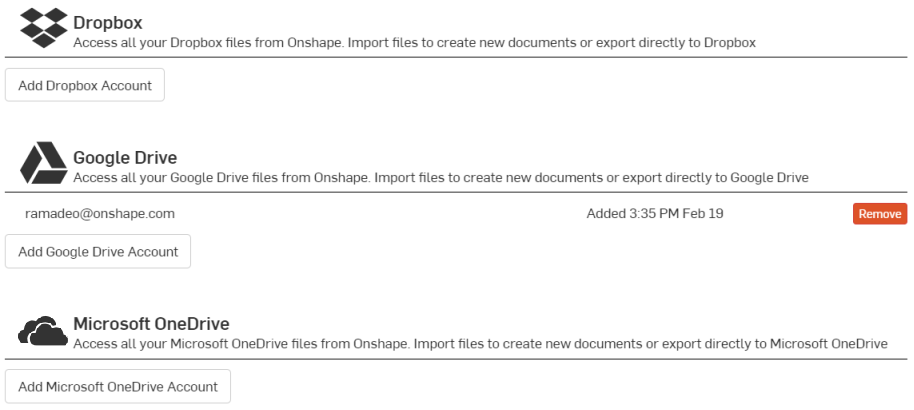 Dropbox
Access all your Dropbox files from Onshape. Import files to create new documents or export directly to Dropbox
Add Dropbox Account
Google Drive
Access all your Google Drive files from Onshape. Import files to create new documents or export directly to Google Drive
ramadeo@onshape.com Added 3:35 PM Feb 19 Remove
Add Google Drive Account
Microsoft OneDrive
Access all your Microsoft OneDrive files from Onshape. Import files to create new documents or export directly to Microsoft OneDrive
Add Microsoft OneDrive Account